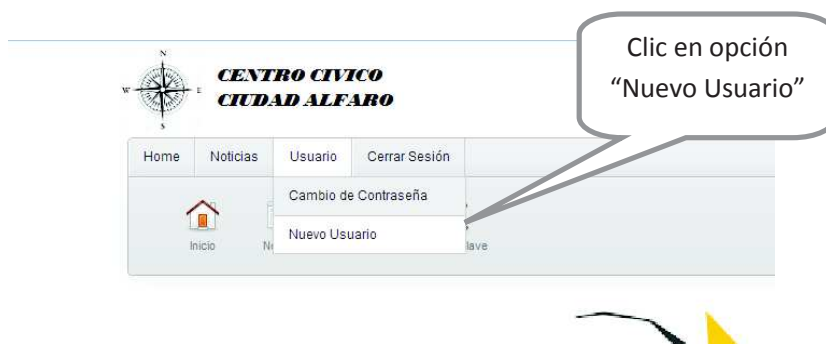 Clic en opción
“Nuevo Usuario”
N
W E
S
CENTRO CIVICO
CIUDAD ALFARO
Home Noticias Usuario Cerrar Sesión
Cambio de Contraseña
Nuevo Usuario
Inicio